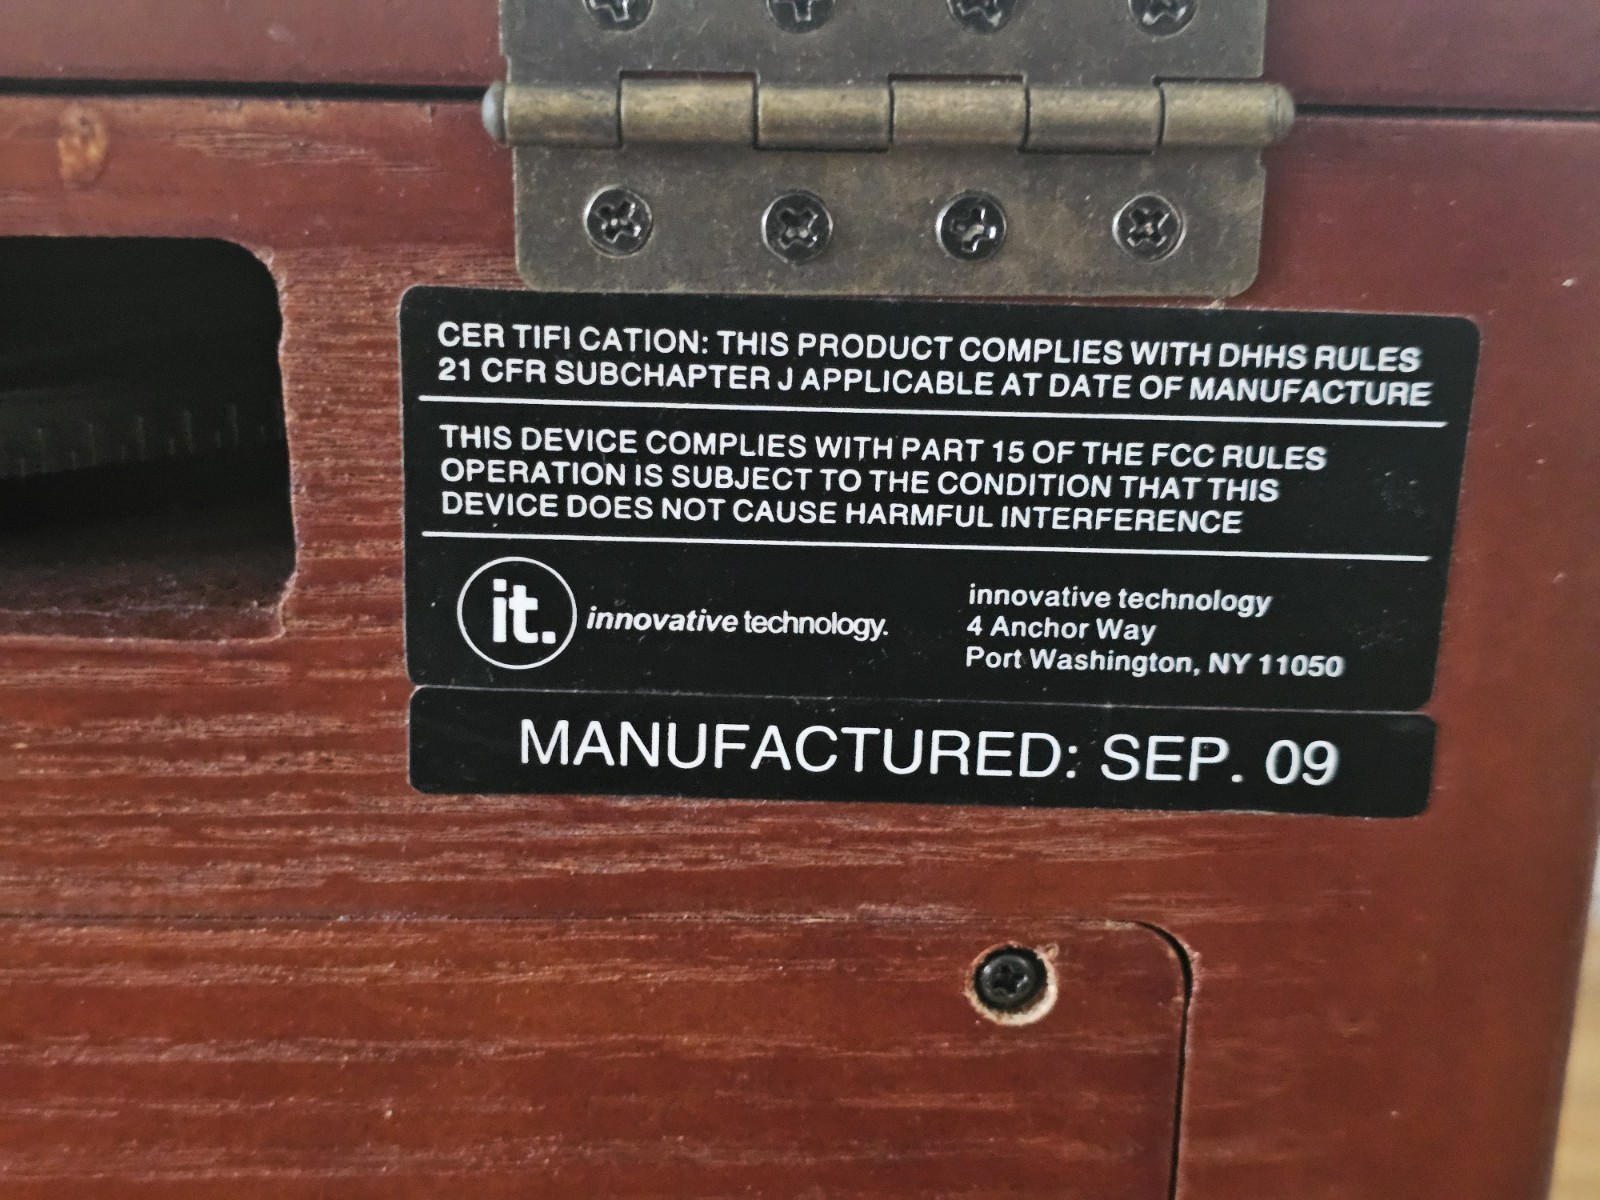 CER TIFI CATION: THIS PRODUCT COMPLIES WITH DHHS RULES
21 CFR SUBCHAPTER J APPLICABLE AT DATE OF MANUFACTURE
THIS DEVICE COMPLIES WITH PART 15 OF THE FCC RULES
OPERATION IS SUBJECT TO THE CONDITION THAT THIS
DEVICE DOES NOT CAUSE HARMFUL INTERFERENCE
it. innovative technology.
innovative technology
4 Anchor Way
Port Washington, NY 11050
MANUFACTURED: SEP. 09